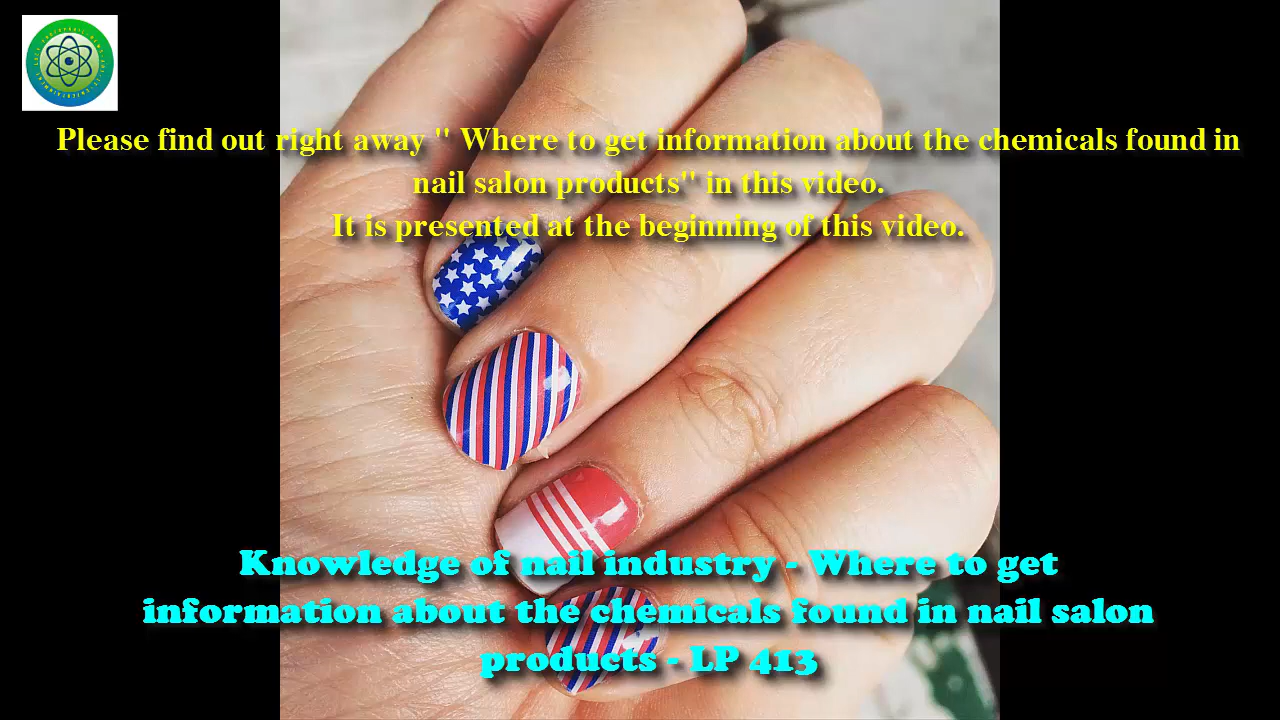 Please find out right away " Where to get information about the chemicals found in
nail salon products" in this video.
It is presented at the beginning of this video.
Knowledge of nail industry - Where to get
information about the chemicals found in nail salon
products - LP 413